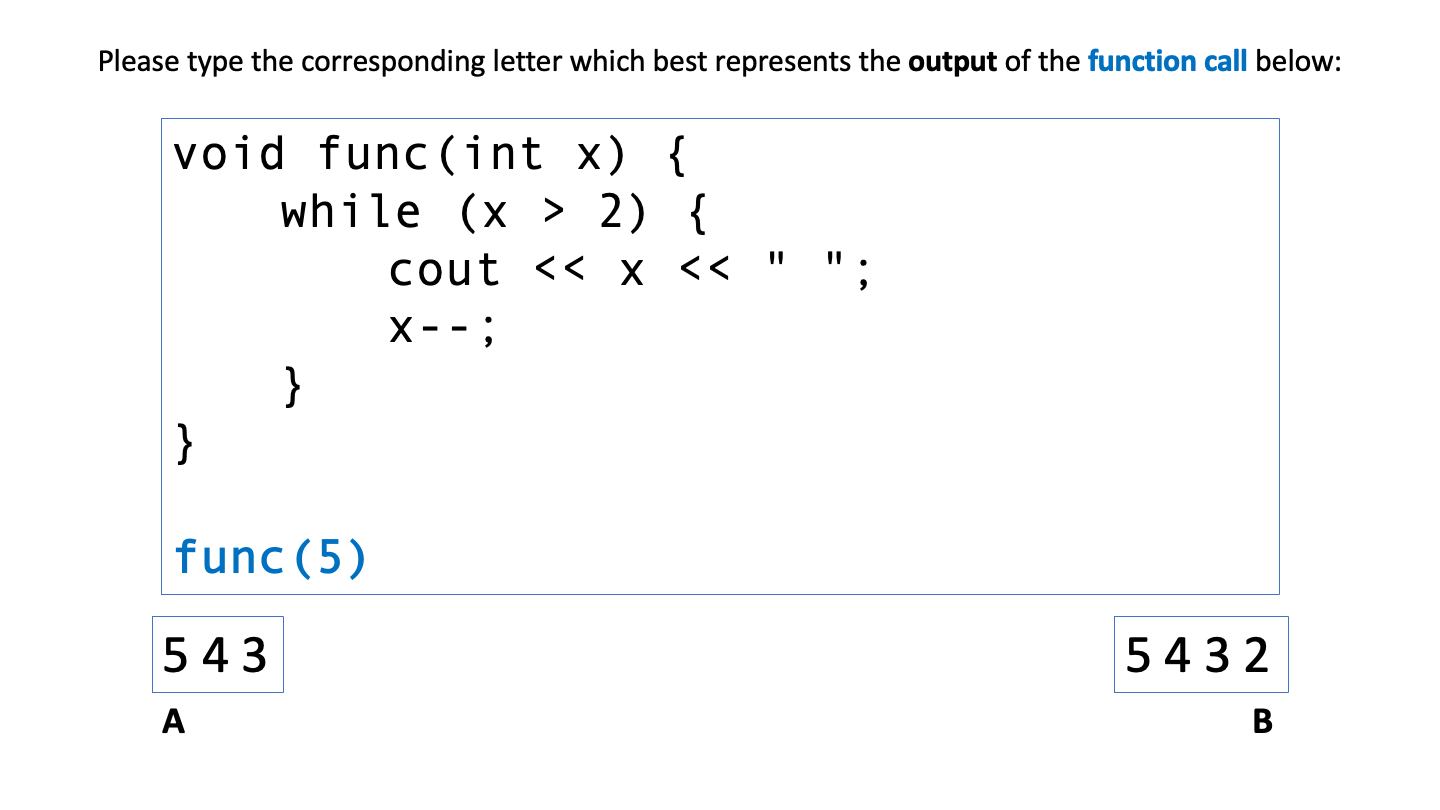 Please type the corresponding letter which best represents the output of the function call below:
void func(int x) {
    while (x > 2) {
        cout << x << " ";
        x--;
    }
}
func(5)
5 4 3
5 4 3 2
A
B